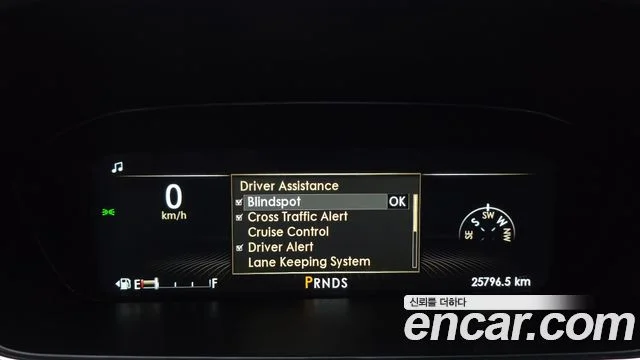 Driver Assistance
Blindspot OK
Cross Traffic Alert
Cruise Control
Driver Alert
Lane Keeping System
0
km/h
SE S SW W NW
E F
PRNDS
25796.5 km
신뢰를 더하다
encar.com